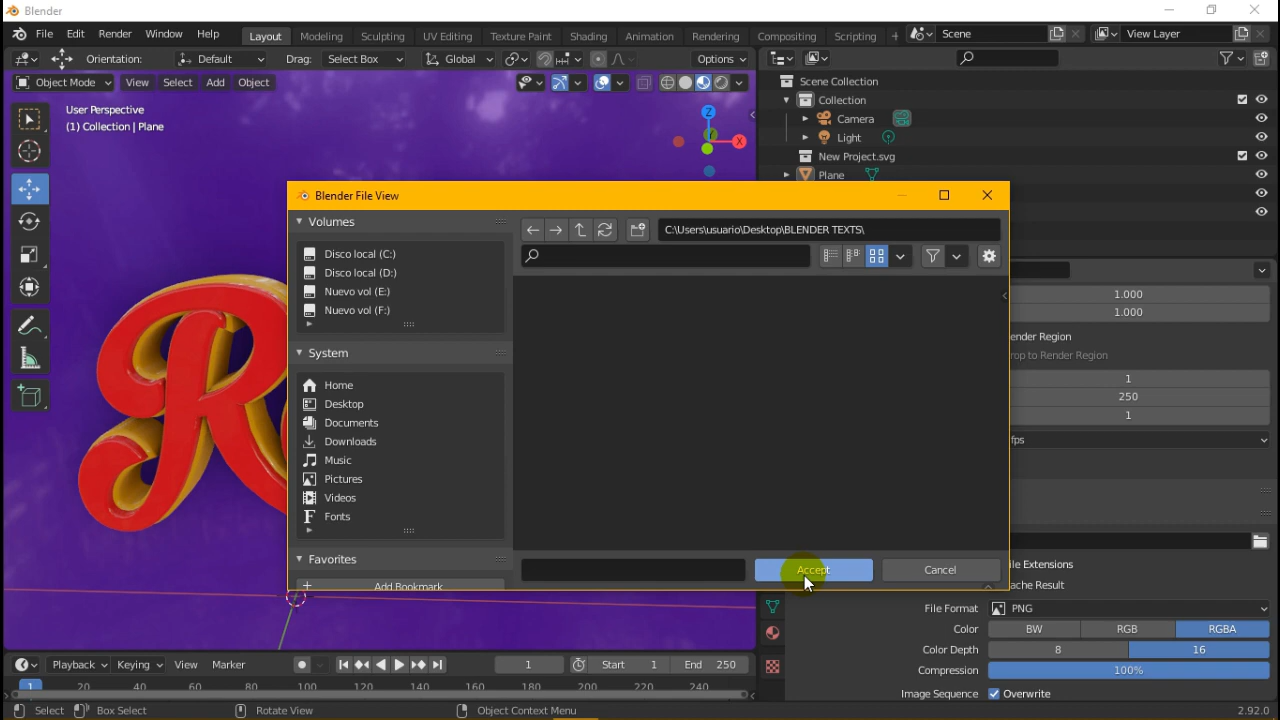 Blender
File Edit Render Window Help Layout Modeling Sculpting UV Editing Texture Paint Shading Animation Rendering Compositing Scripting + Scene View Layer
Orientation: Default Drag: Select Box Global Options
Object Mode View Select Add Object
User Perspective
(1) Collection | Plane
Z
Y
X
Scene Collection
Collection
Camera
Light
New Project.svg
Plane
Blender File View
Volumes
C:\Users\usuario\Desktop\BLENDER TEXTS\
Disco local (C:)
Disco local (D:)
Nuevo vol (E:)
Nuevo vol (F:)
System
Home
Desktop
Documents
Downloads
Music
Pictures
Videos
Fonts
Favorites
Add Bookmark
Accept Cancel
R
1.000
1.000
ender Region
rop to Render Region
1
250
1
fps
ile Extensions
ache Result
File Format PNG
Color BW RGB RGBA
Color Depth 8 16
Compression 100%
Image Sequence Overwrite
Playback Keying View Marker 1 Start 1 End 250
1 20 40 60 80 100 120 140 160 180 200 220 240
Select Box Select Rotate View Object Context Menu 2.92.0